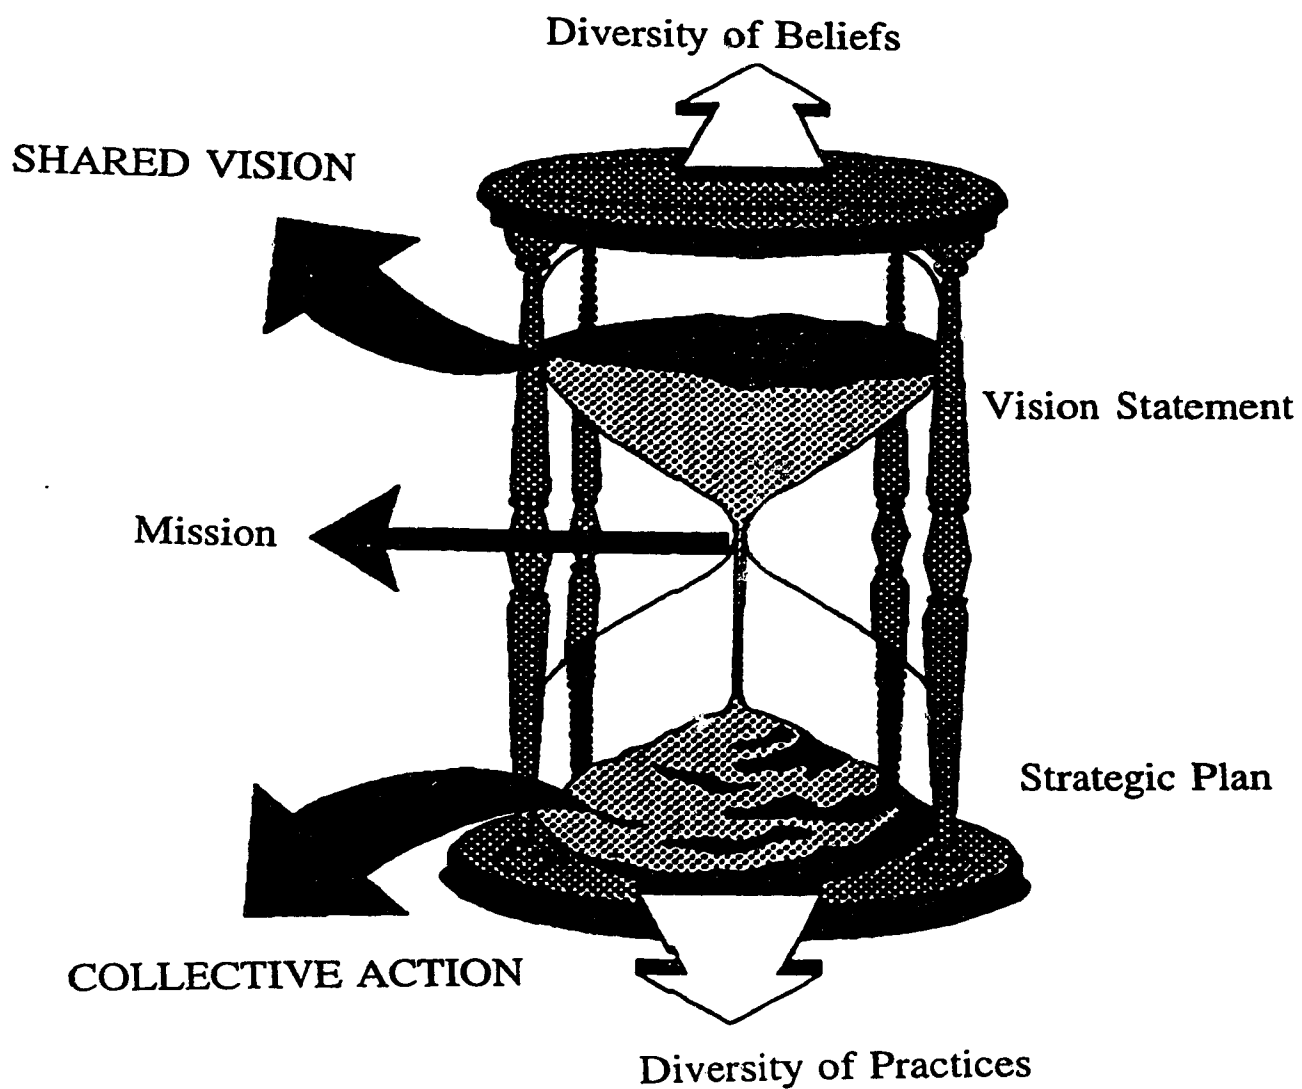 Diversity of Beliefs
SHARED VISION
Vision Statement
Mission
Strategic Plan
COLLECTIVE ACTION
Diversity of Practices